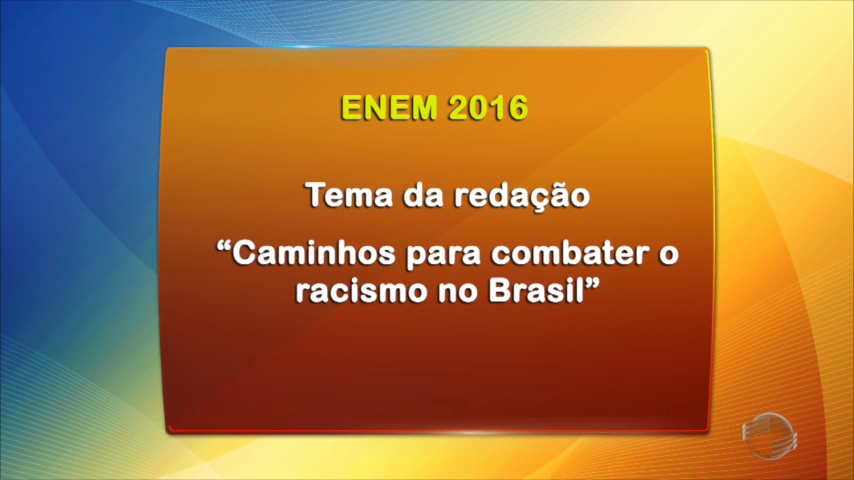 ENEM 2016
Tema da redação
“Caminhos para combater o
racismo no Brasil”